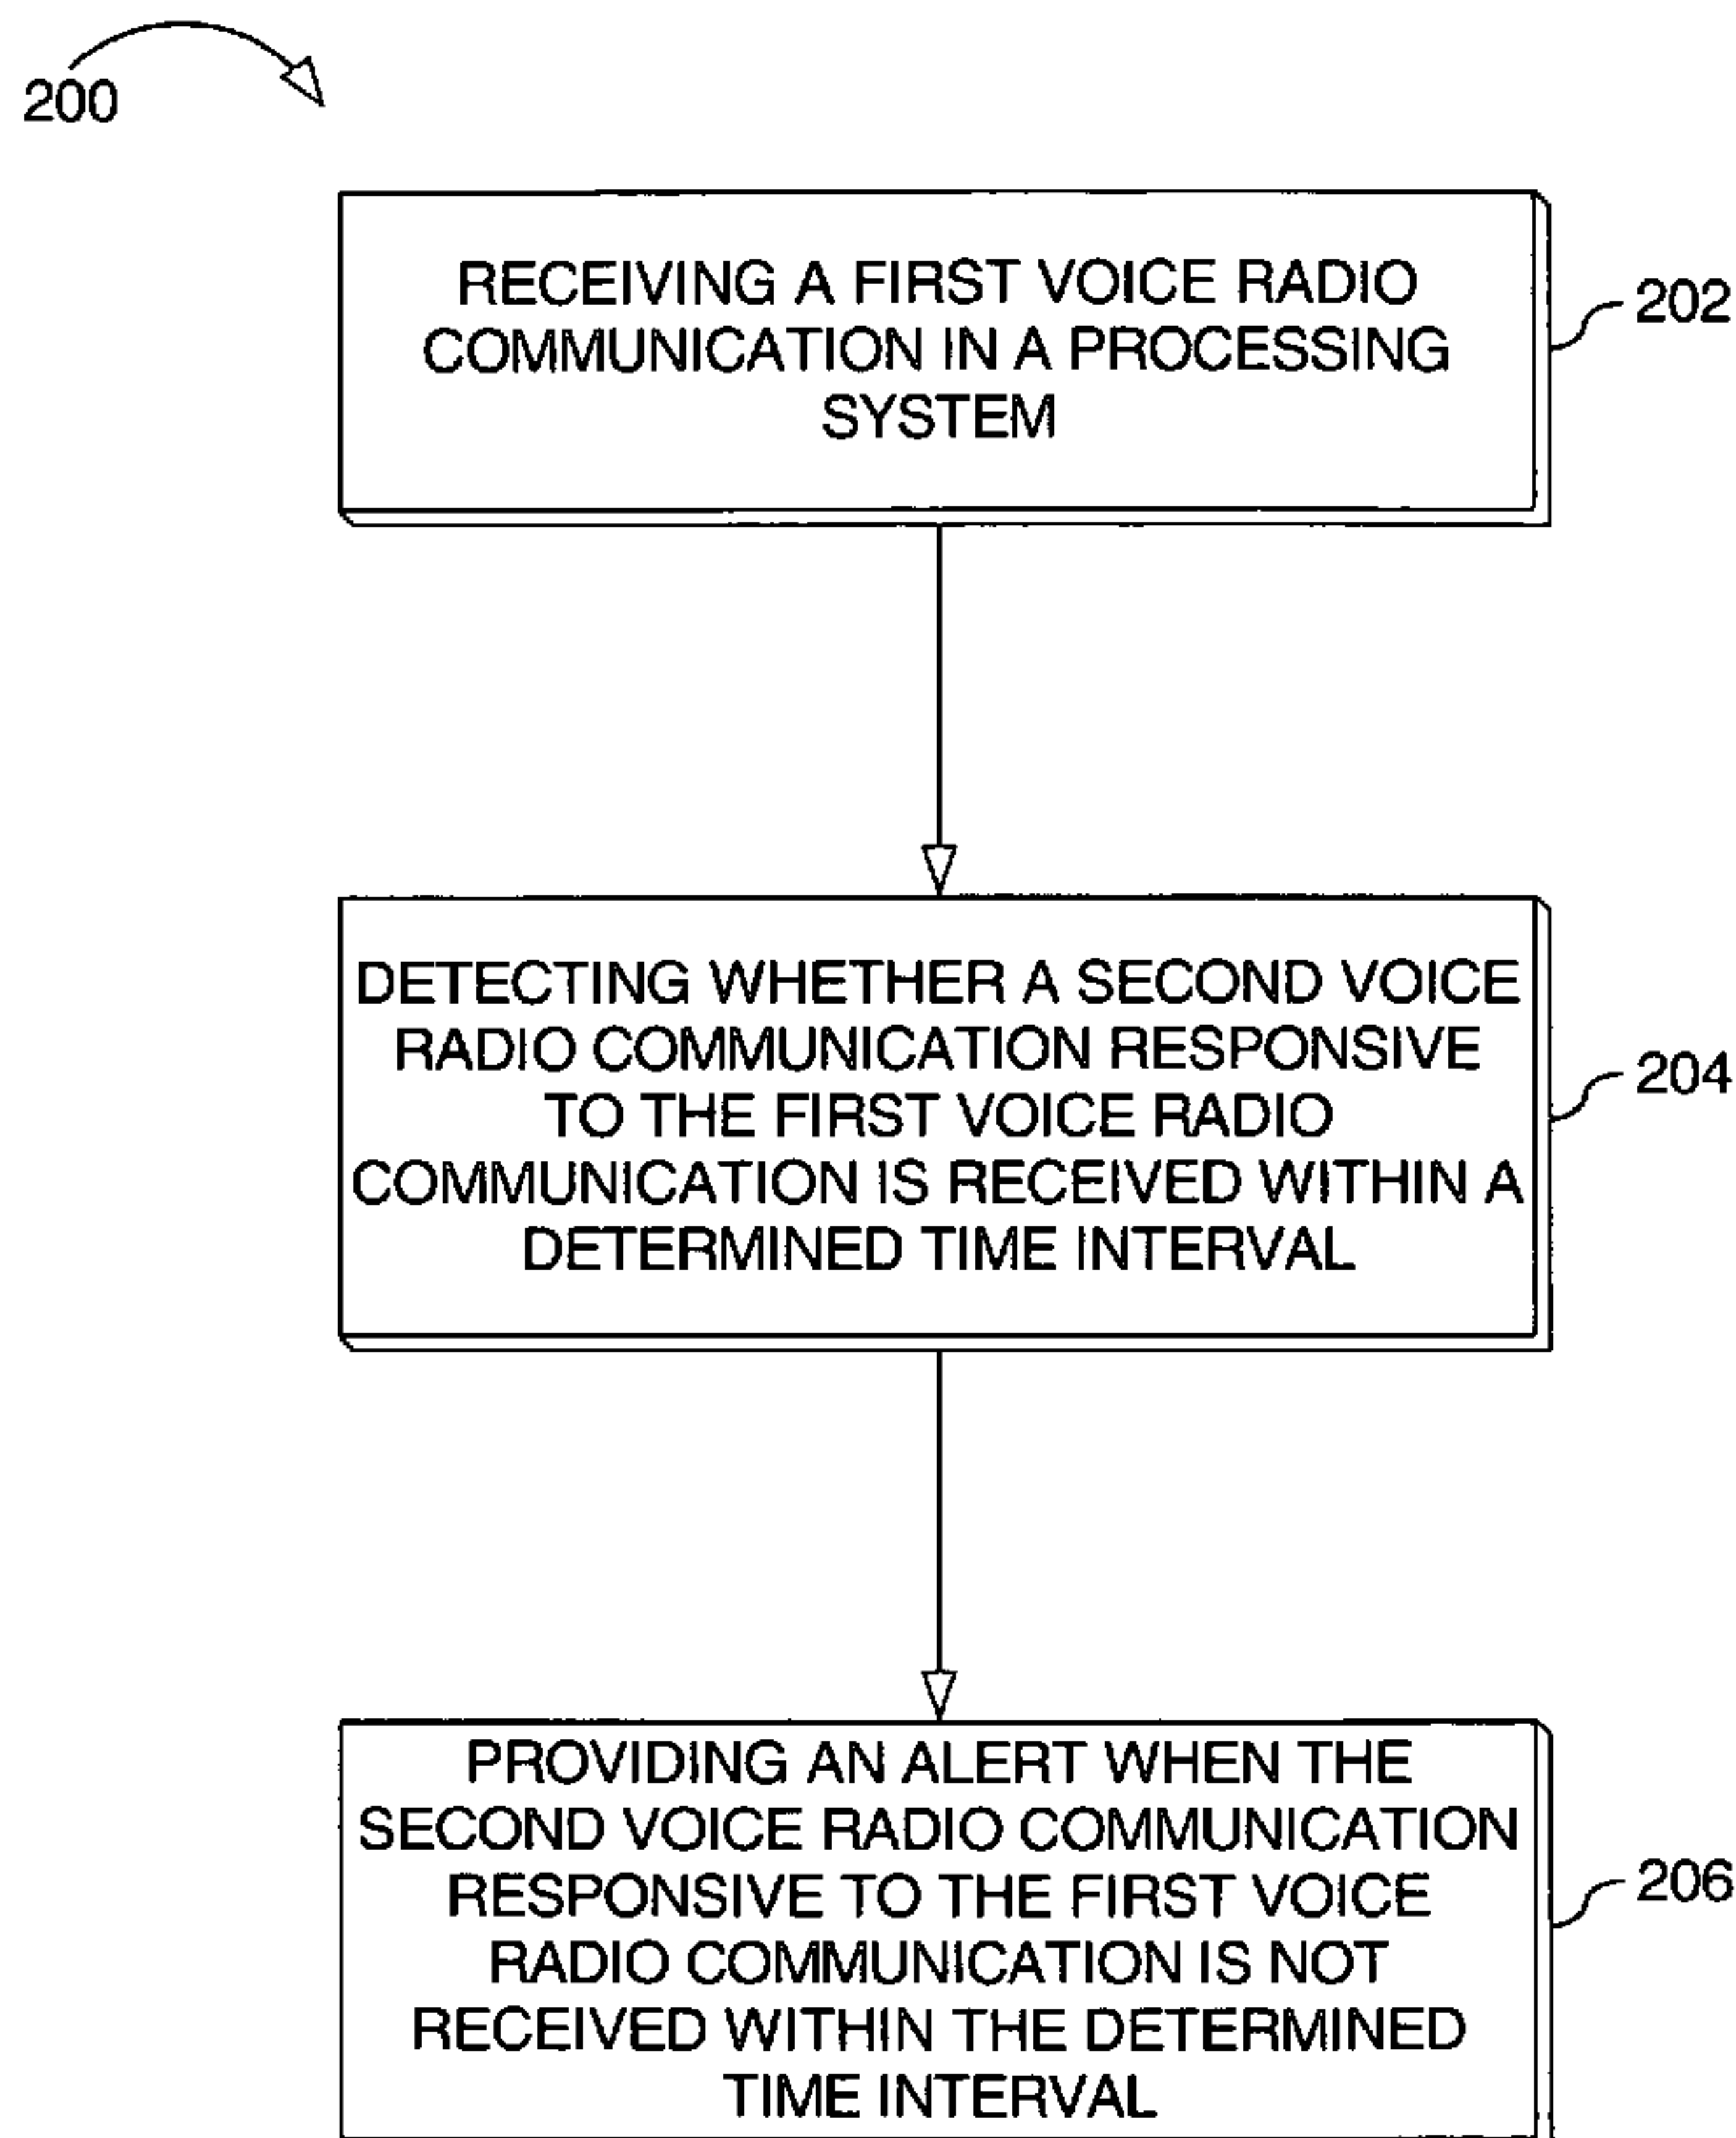 200
RECEIVING A FIRST VOICE RADIO
COMMUNICATION IN A PROCESSING
SYSTEM
202
DETECTING WHETHER A SECOND VOICE
RADIO COMMUNICATION RESPONSIVE
TO THE FIRST VOICE RADIO
COMMUNICATION IS RECEIVED WITHIN A
DETERMINED TIME INTERVAL
204
PROVIDING AN ALERT WHEN THE
SECOND VOICE RADIO COMMUNICATION
RESPONSIVE TO THE FIRST VOICE
RADIO COMMUNICATION IS NOT
RECEIVED WITHIN THE DETERMINED
TIME INTERVAL
206